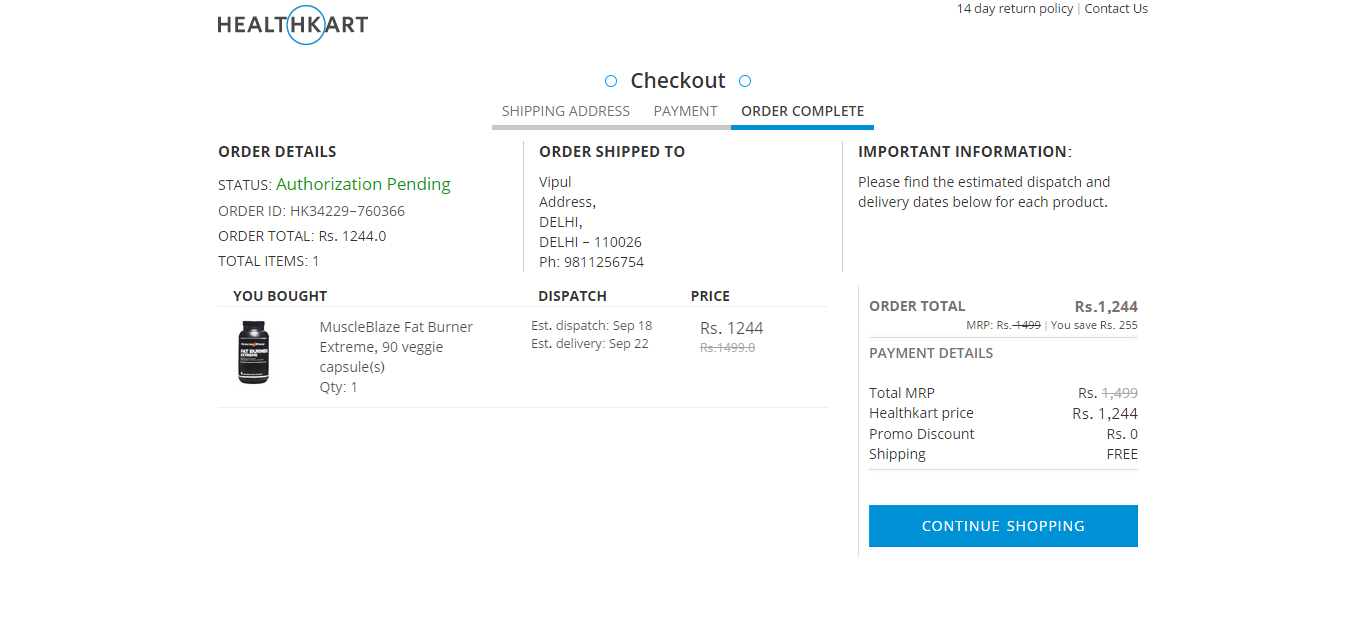 HEALTHKART
14 day return policy | Contact Us
Checkout
SHIPPING ADDRESS PAYMENT ORDER COMPLETE
ORDER DETAILS
STATUS: Authorization Pending
ORDER ID: HK34229-760366
ORDER TOTAL: Rs. 1244.0
TOTAL ITEMS: 1
ORDER SHIPPED TO
Vipul
Address,
DELHI,
DELHI - 110026
Ph: 9811256754
IMPORTANT INFORMATION:
Please find the estimated dispatch and
delivery dates below for each product.
YOU BOUGHT DISPATCH PRICE
FAT BURNER
EXTREME
MuscleBlaze Fat Burner
Extreme, 90 veggie
capsule(s)
Qty: 1
Est. dispatch: Sep 18
Est. delivery: Sep 22
Rs. 1244
Rs.1499.0
ORDER TOTAL Rs.1,244
MRP: Rs. 1499 | You save Rs. 255
PAYMENT DETAILS
Total MRP Rs. 1,499
Healthkart price Rs. 1,244
Promo Discount Rs. 0
Shipping FREE
CONTINUE SHOPPING